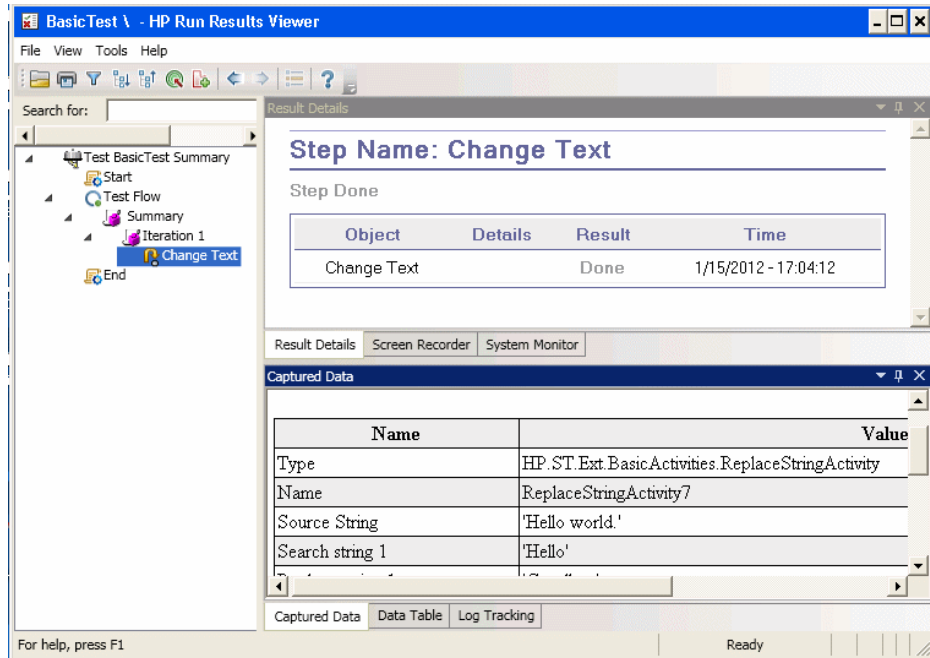 BasicTest \ - HP Run Results Viewer
File View Tools Help
Search for:
Test BasicTest Summary
Start
Test Flow
Summary
Iteration 1
Change Text
End
Result Details
Step Name: Change Text
Step Done
Object Details Result Time
Change Text Done 1/15/2012 - 17:04:12
Result Details Screen Recorder System Monitor
Captured Data
Name Value
Type HP.ST.Ext.BasicActivities.ReplaceStringActivity
Name ReplaceStringActivity7
Source String 'Hello world.'
Search string 1 'Hello'
Captured Data Data Table Log Tracking
For help, press F1 Ready